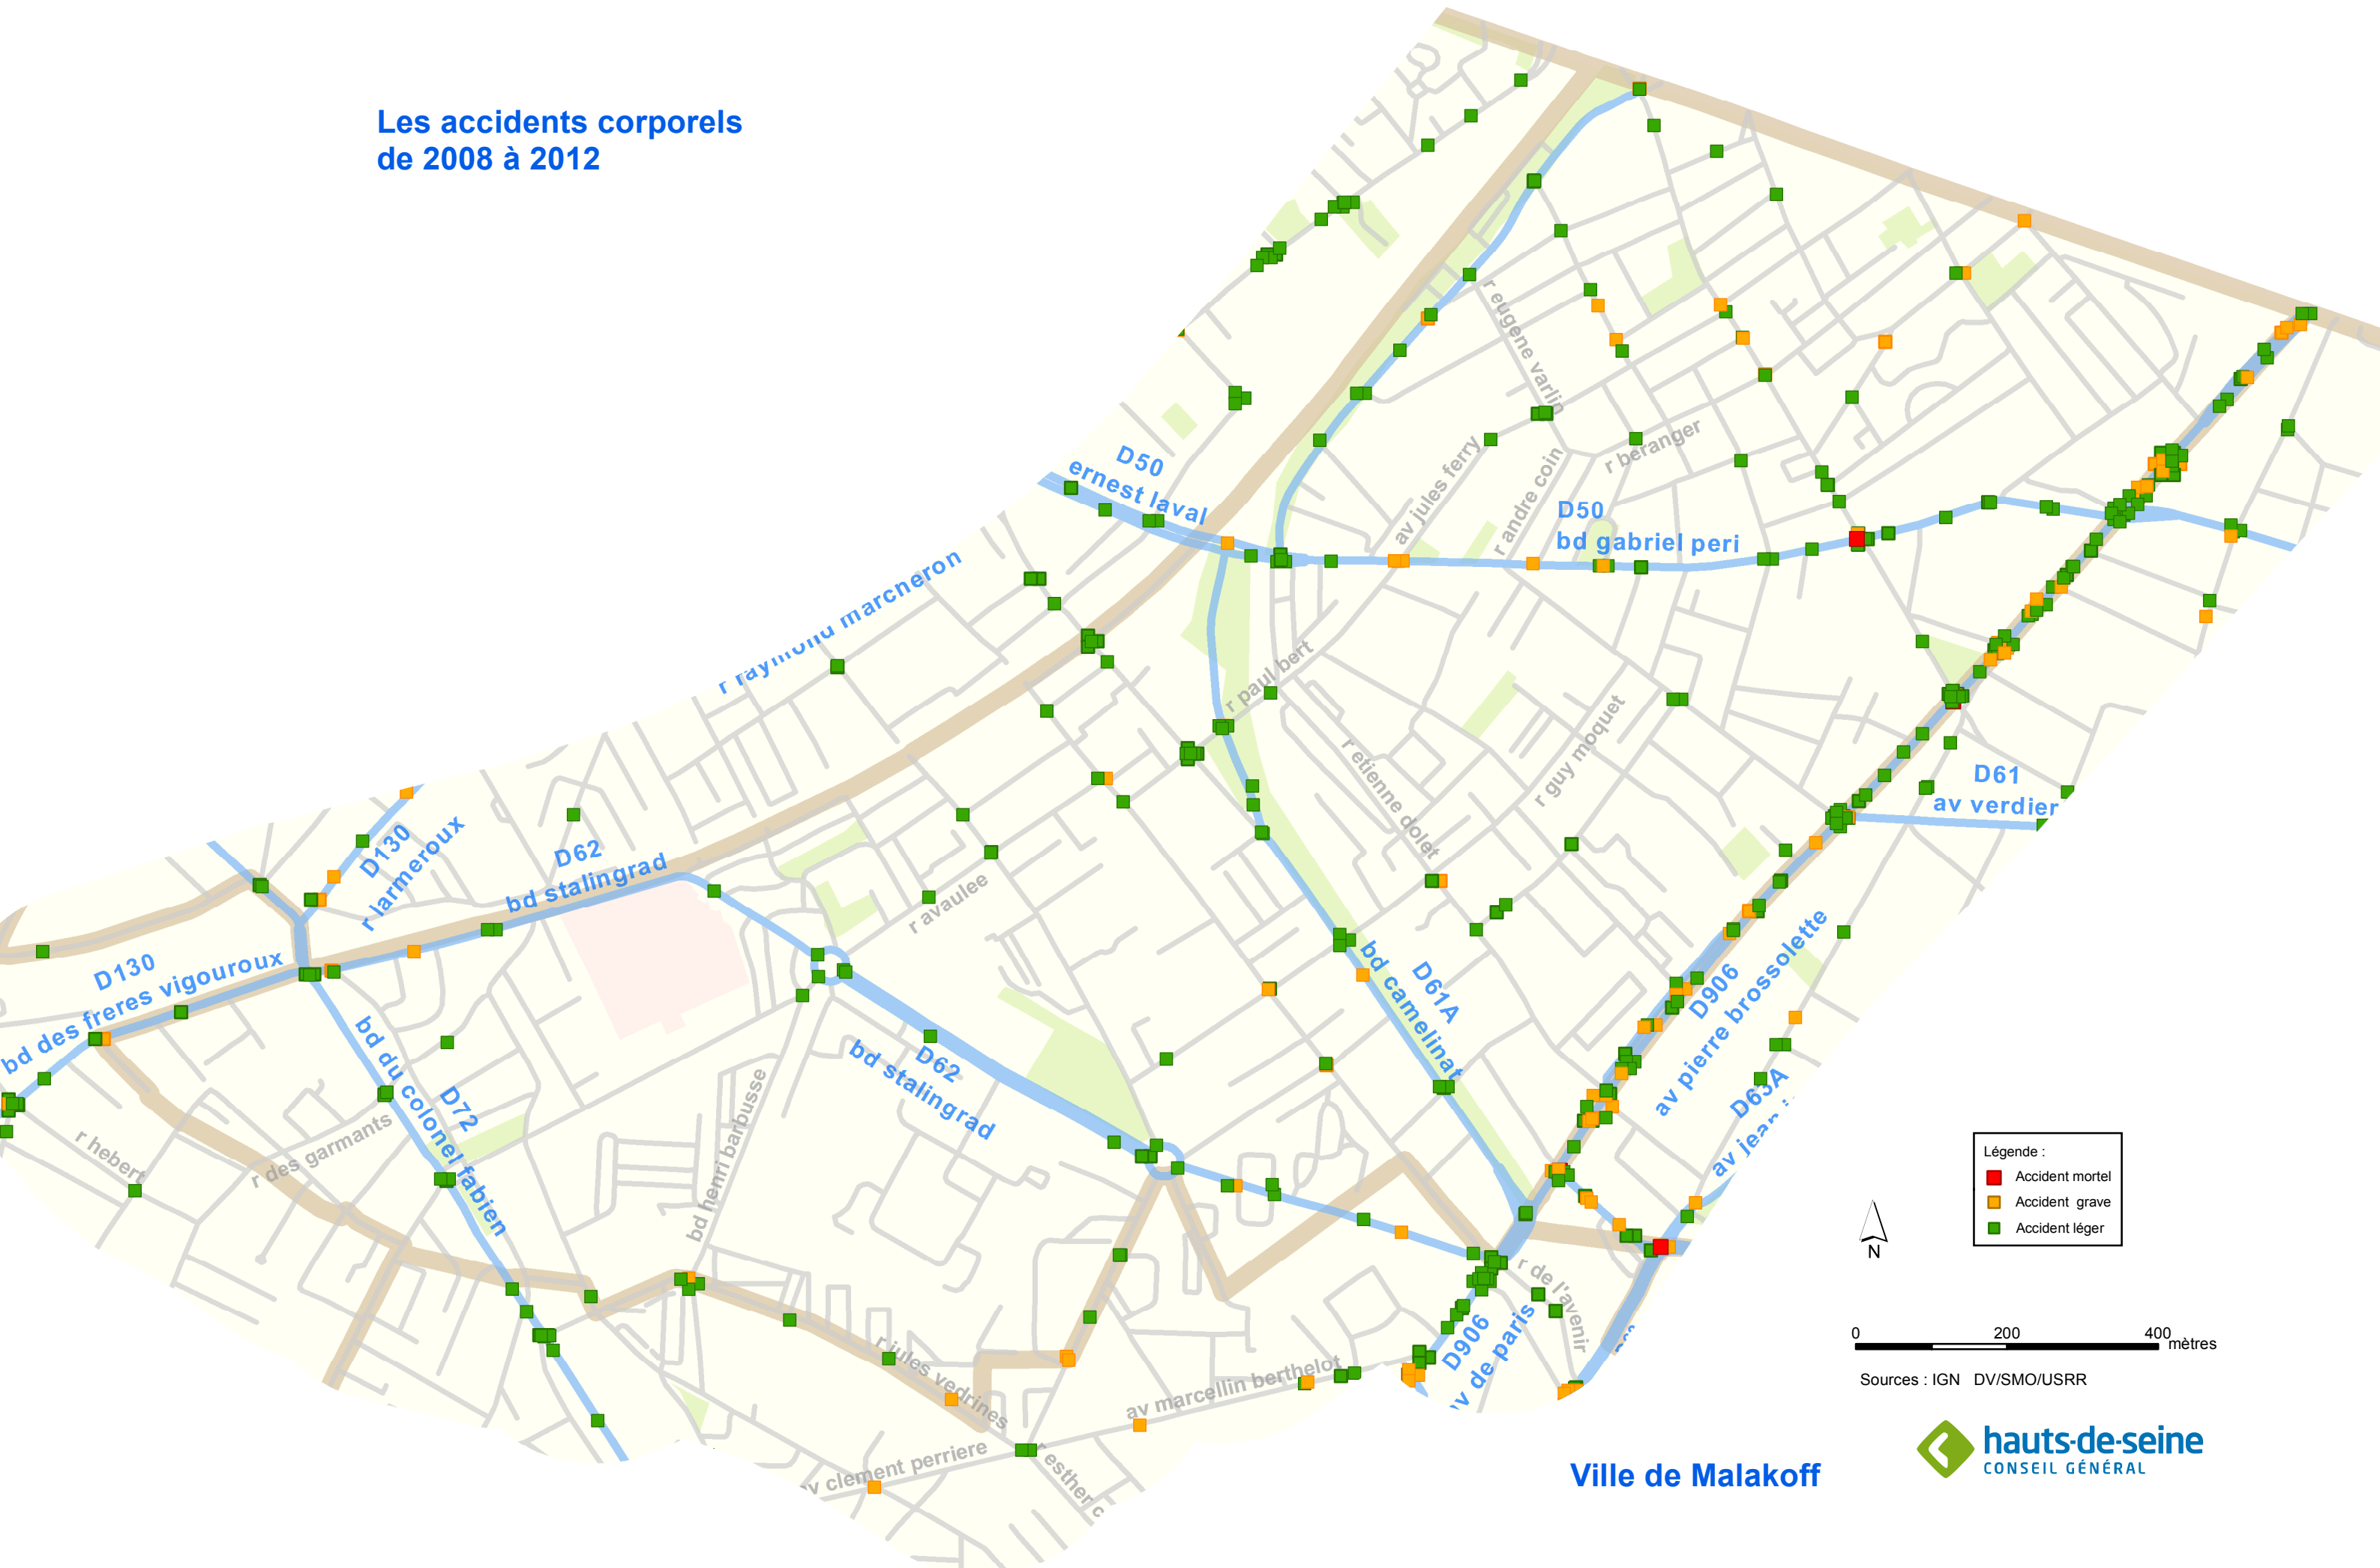 Les accidents corporels
de 2008 à 2012
r eugene varlin
D50
ernest laval
av jules ferry
r andre coin
r beranger
D50
bd gabriel peri
r paul bert
r etienne dolet
r guy moquet
D61
av verdier
D130
r larmeroux
D62
bd stalingrad
r avaulee
D130
bd des freres vigouroux
bd du colonel fabien
D72
r hebert
r des garmants
bd henri barbusse
D62
bd stalingrad
D61A
bd camelinat
D906
av pierre brossolette
D63A
Légende :
Accident mortel
Accident grave
Accident léger
N
0 200 400
mètres
Sources : IGN DV/SMO/USRR
r de l'avenir
D906
av de paris
r jules vedrines
av marcellin berthelot
av clement perriere
r esther c
hauts-de-seine
CONSEIL GÉNÉRAL
Ville de Malakoff